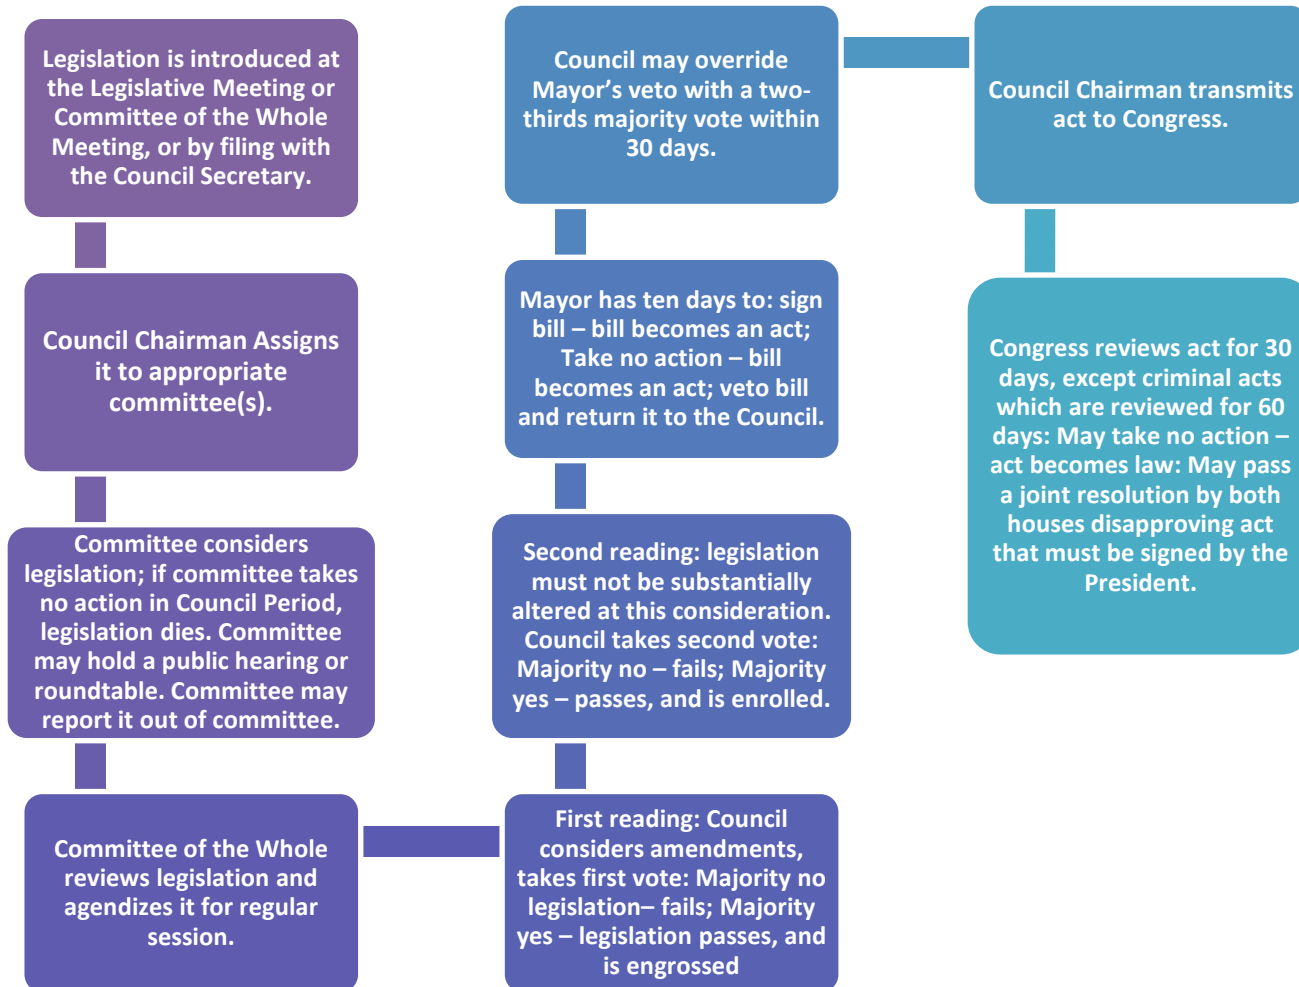 Legislation is introduced at
the Legislative Meeting or
Committee of the Whole
Meeting, or by filing with
the Council Secretary.
Council Chairman Assigns
it to appropriate
committee(s).
Committee considers
legislation; if committee takes
no action in Council Period,
legislation dies. Committee
may hold a public hearing or
roundtable. Committee may
report it out of committee.
Committee of the Whole
reviews legislation and
agendizes it for regular
session.
First reading: Council
considers amendments,
takes first vote: Majority no
legislation– fails; Majority
yes – legislation passes, and
is engrossed
Second reading: legislation
must not be substantially
altered at this consideration.
Council takes second vote:
Majority no – fails; Majority
yes – passes, and is enrolled.
Mayor has ten days to: sign
bill – bill becomes an act;
Take no action – bill
becomes an act; veto bill
and return it to the Council.
Council may override
Mayor’s veto with a two-
thirds majority vote within
30 days.
Council Chairman transmits
act to Congress.
Congress reviews act for 30
days, except criminal acts
which are reviewed for 60
days: May take no action –
act becomes law: May pass
a joint resolution by both
houses disapproving act
that must be signed by the
President.